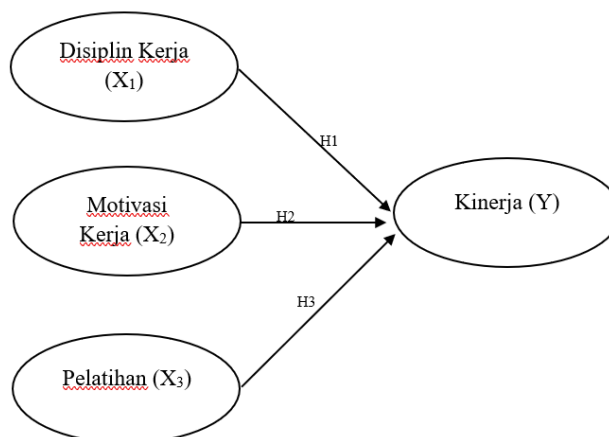 Disiplin Kerja
(X₁)
H1
Motivasi
Kerja (X₂)
H2
Kinerja (Y)
H3
Pelatihan (X₃)